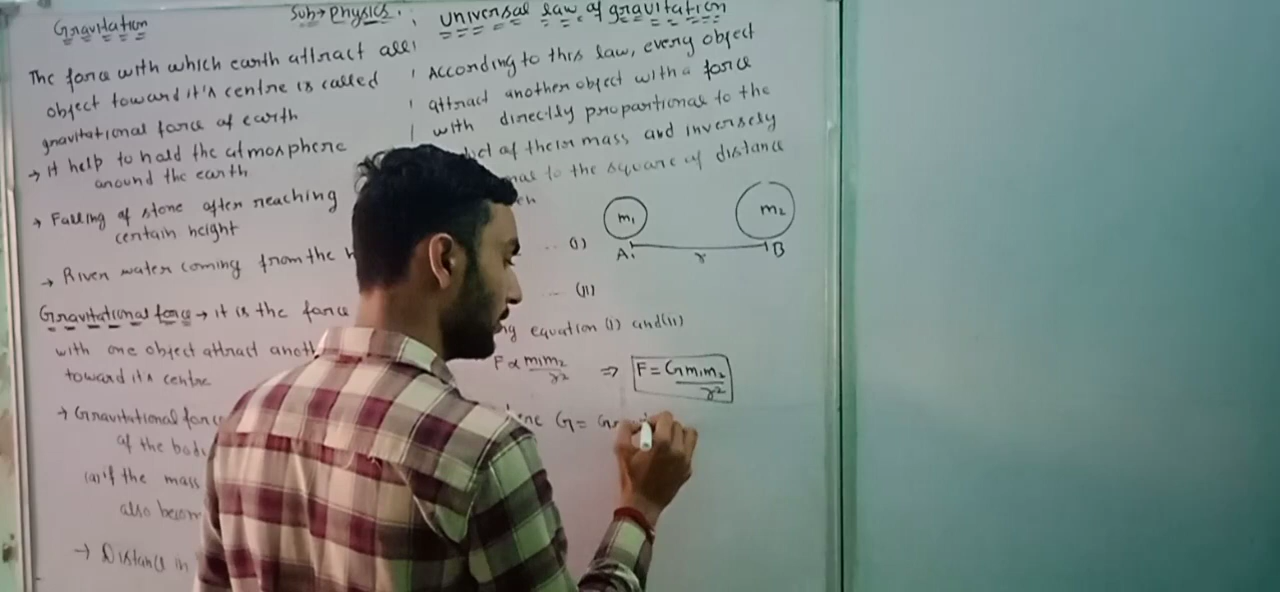 Gravitation
Sub→Physics.
The force with which earth attract all
object toward it's centre is called
gravitational force of earth
→ It help to hold the atmosphere
around the earth
→ Falling of stone after reaching
certain height
→ River water coming from the
Gravitational force → it is the force
with one object attract
toward it's centre
→ Gravitational force
of the
(a) if the mass
also
→ Distance in
universal law of gravitation
According to this law, every object
attract another object with a force
with directly propartional to the
of their mass and inversely
to the square of distance
m₁
m₂
A
r
B
(i)
(ii)
equation (i) and (ii)
F ∝ m₁m₂/r² ⇒ F = Gm₁m₂/r²
G =